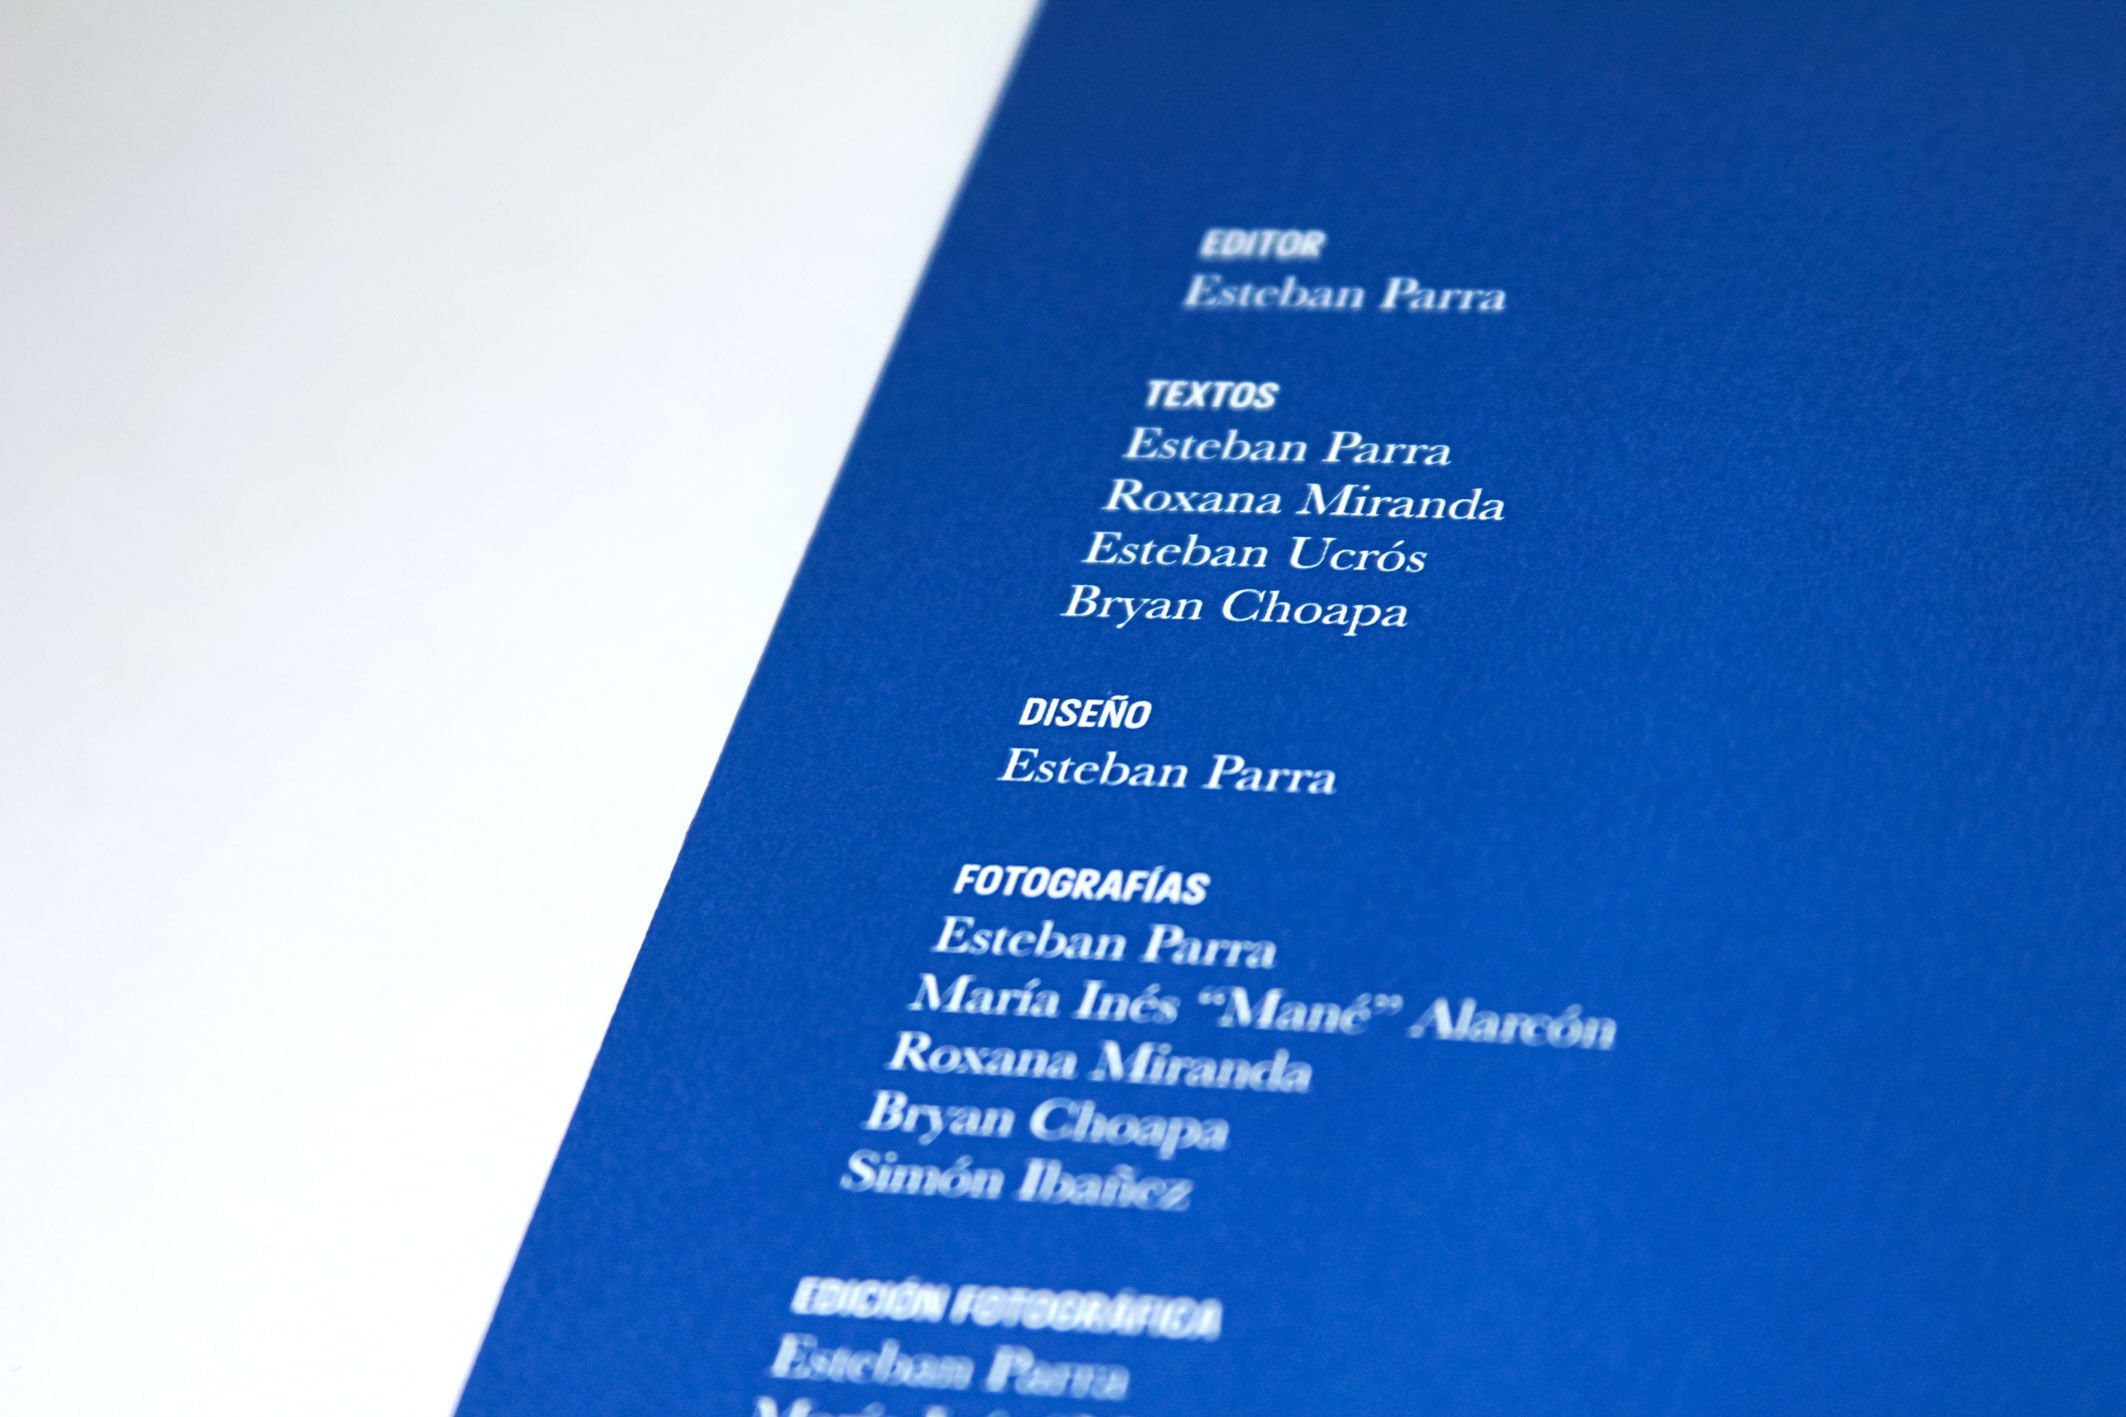 EDITOR
Esteban Parra
TEXTOS
Esteban Parra
Roxana Miranda
Esteban Ucrós
Bryan Choapa
DISEÑO
Esteban Parra
FOTOGRAFÍAS
Esteban Parra
María Inés “Mané” Alarcón
Roxana Miranda
Bryan Choapa
Simón Ibañez
EDICIÓN FOTOGRÁFICA
Esteban Parra